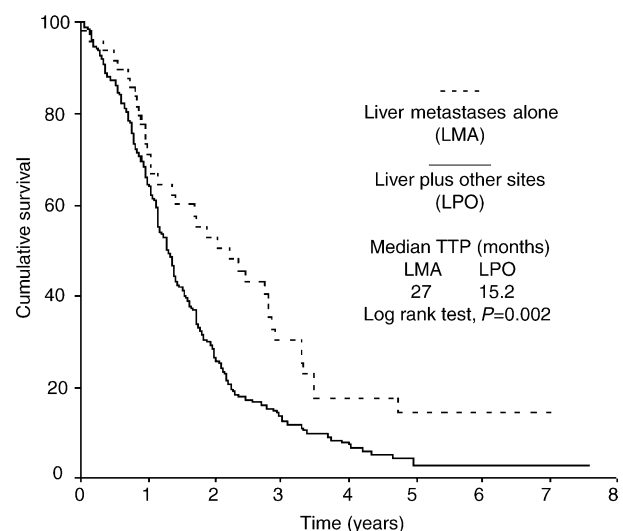 100
80
60
40
20
0
Cumulative survival
0 1 2 3 4 5 6 7 8
Time (years)
Liver metastases alone
(LMA)
Liver plus other sites
(LPO)
Median TTP (months)
LMA LPO
27 15.2
Log rank test, P=0.002